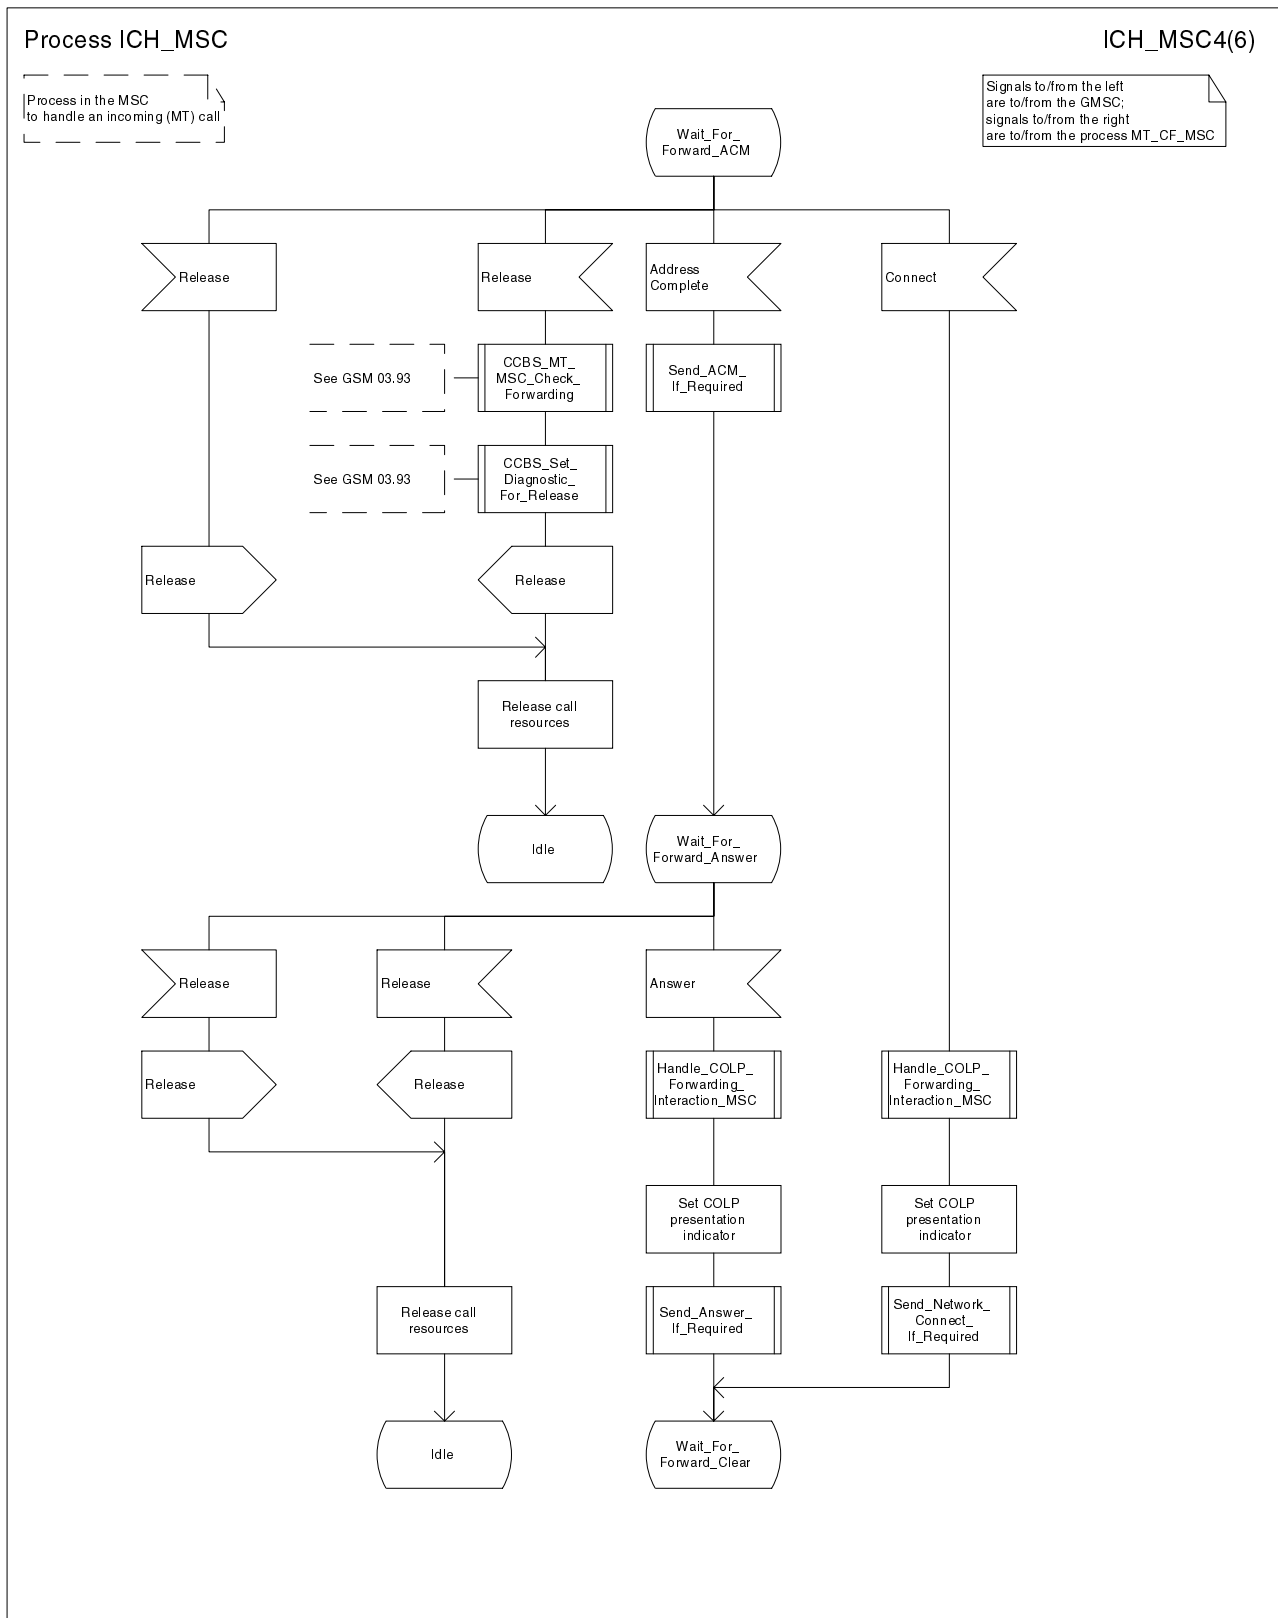 Process ICH_MSC
ICH_MSC4(6)
Process in the MSC
to handle an incoming (MT) call
Signals to/from the left
are to/from the GMSC;
signals to/from the right
are to/from the process MT_CF_MSC
Wait_For_
Forward_ACM
Release
Release
Address
Complete
Connect
See GSM 03.93
CCBS_MT_
MSC_Check_
Forwarding
Send_ACM_
If_Required
See GSM 03.93
CCBS_Set_
Diagnostic_
For_Release
Release
Release
Release call
resources
Idle
Wait_For_
Forward_Answer
Release
Release
Answer
Release
Release
Handle_COLP_
Forwarding_
Interaction_MSC
Handle_COLP_
Forwarding_
Interaction_MSC
Set COLP
presentation
indicator
Set COLP
presentation
indicator
Release call
resources
Send_Answer_
If_Required
Send_Network_
Connect_
If_Required
Idle
Wait_For_
Forward_Clear